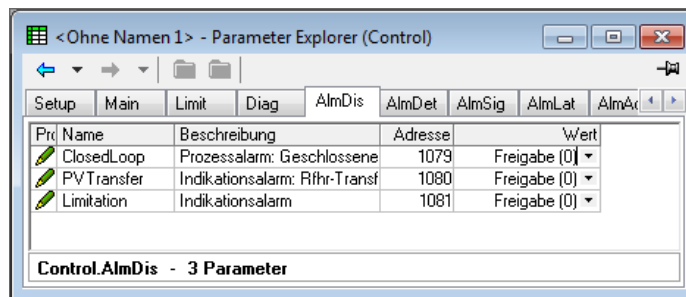 <Ohne Namen 1> - Parameter Explorer (Control)
Setup Main Limit Diag AlmDis AlmDet AlmSig AlmLat AlmAc
Pro Name Beschreibung Adresse Wert
ClosedLoop Prozessalarm: Geschlossene 1079 Freigabe (0)
PVTransfer Indikationsalarm: Rfhr-Transf 1080 Freigabe (0)
Limitation Indikationsalarm 1081 Freigabe (0)
Control.AlmDis - 3 Parameter